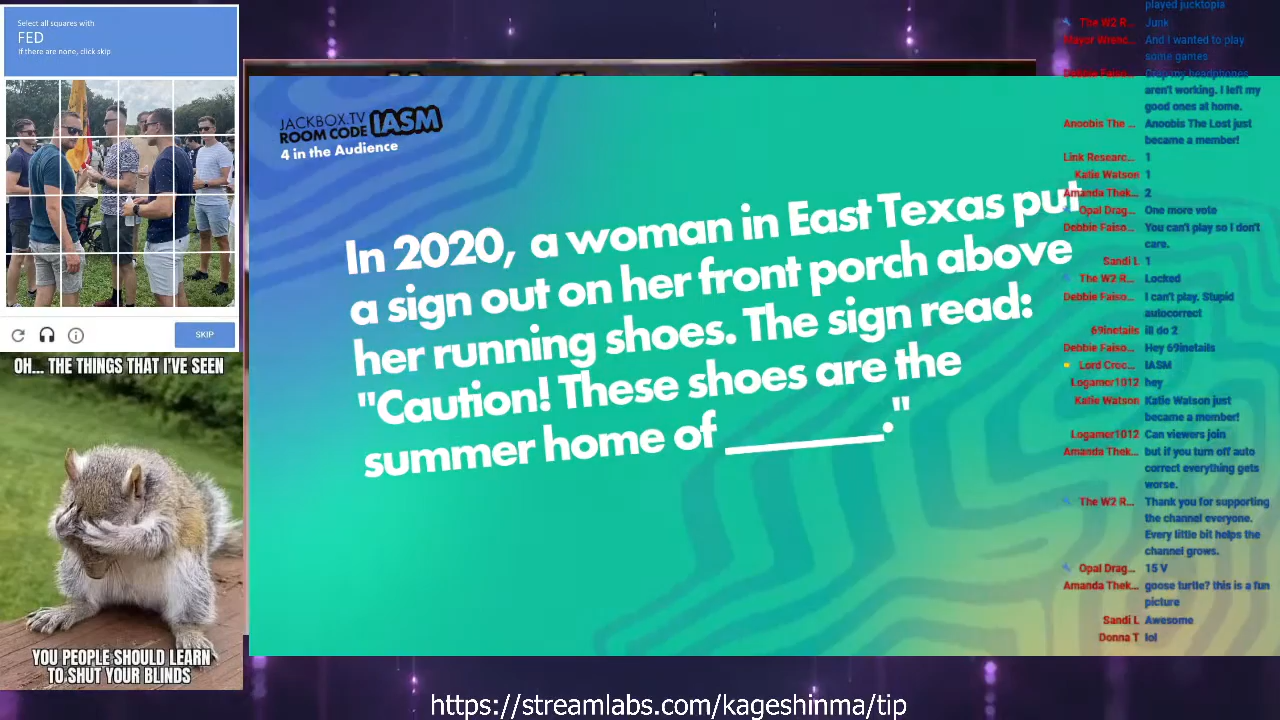 Select all squares with
FED
If there are none, click skip
SKIP
OH... THE THINGS THAT I'VE SEEN
YOU PEOPLE SHOULD LEARN
TO SHUT YOUR BLINDS
JACKBOX.TV
ROOM CODE IASM
4 in the Audience
In 2020, a woman in East Texas put
a sign out on her front porch above
her running shoes. The sign read:
"Caution! These shoes are the
summer home of ________."
played jucktopia
The W2 R... Junk
Mayor Wrenc... And I wanted to play
some games
Debbie Faiso... Crap my headphones
aren't working. I left my
good ones at home.
Anoobis The ... Anoobis The Lost just
became a member!
Link Researc... 1
Katie Watson 1
Amanda Thek... 2
Opal Drag... One more vote
Debbie Faiso... You can't play so i don't
care.
Sandi L 1
The W2 R... Locked
Debbie Faiso... I can't play. Stupid
autocorrect
69inetails ill do 2
Debbie Faiso... Hey 69inetails
Lord Croc... IASM
Logamer1012 hey
Katie Watson Katie Watson just
became a member!
Logamer1012 Can viewers join
Amanda Thek... but if you turn off auto
correct everything gets
worse.
The W2 R... Thank you for supporting
the channel everyone.
Every little bit helps the
channel grows.
Opal Drag... 15 V
Amanda Thek... goose turtle? this is a fun
picture
Sandi L Awesome
Donna T lol
https://streamlabs.com/kageshinma/tip